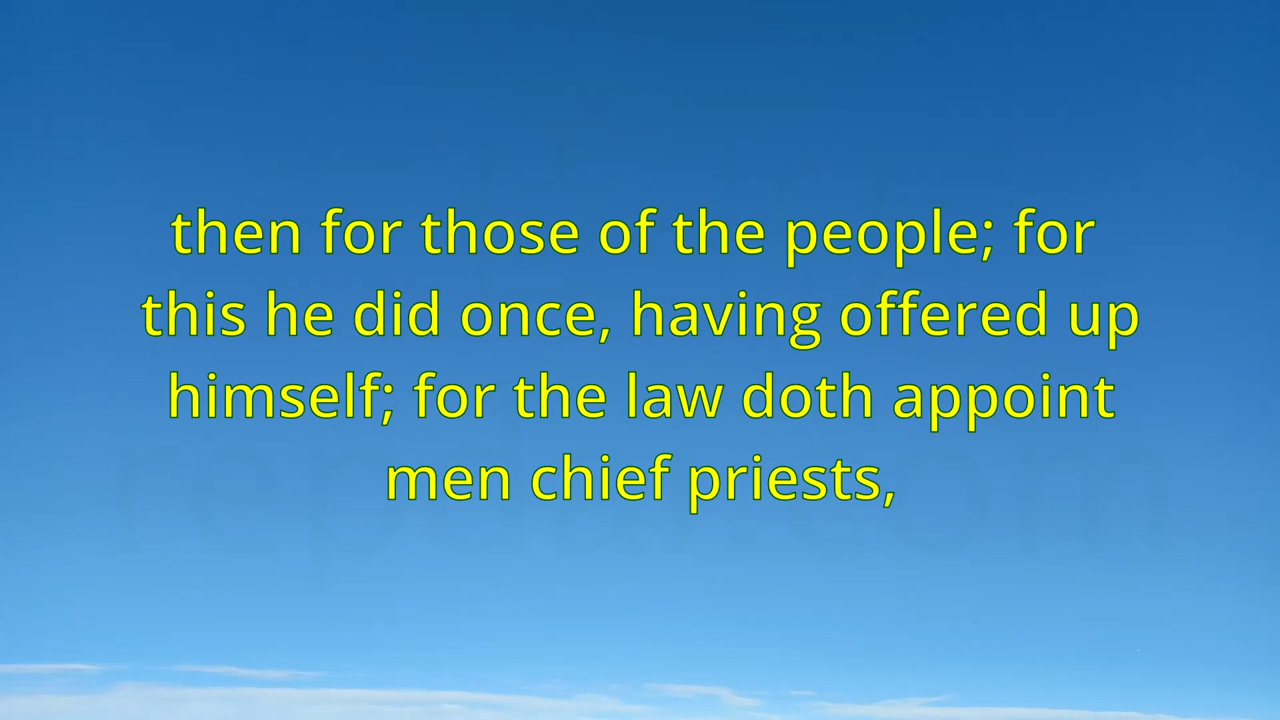 then for those of the people; for
this he did once, having offered up
himself; for the law doth appoint
men chief priests,